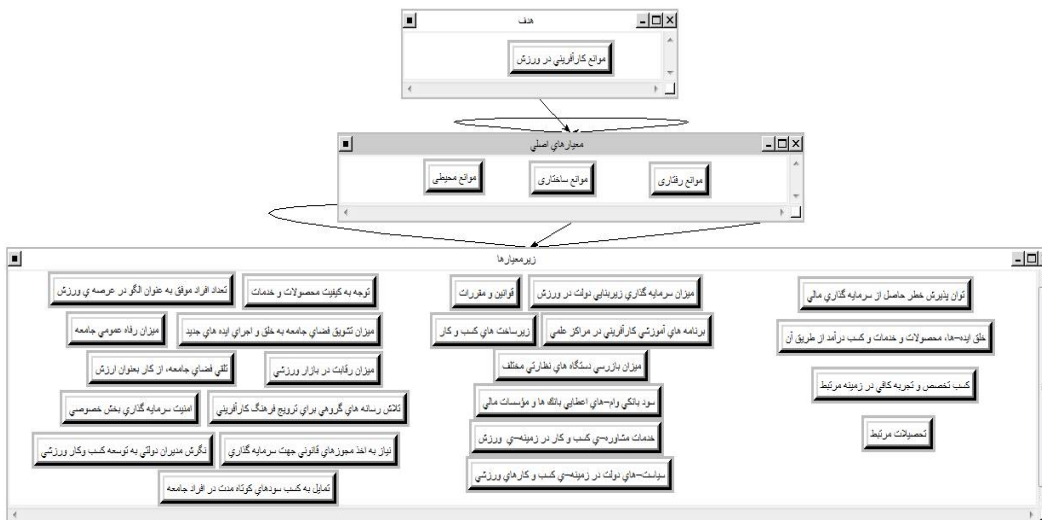 هدف
موانع کارآفريني در ورزش
معيارهاي اصلي
موانع رفتاری
موانع ساختاری
موانع محيطی
زيرمعيارها
توان پذيرش خطر حاصل از سرمايه گذاري مالي
خلق ايده-ها، محصولات و خدمات و کسب درآمد از طريق آن
کسب تخصص و تجربه کافي در زمينه مرتبط
تحصيلات مرتبط
ميزان سرمايه گذاري زيربنايي دولت در ورزش
قوانين و مقررات
برنامه هاي آموزشي کارآفريني در مراکز علمي
زيرساخت هاي کسب و کار
ميزان بازرسي دستگاه هاي نظارتي مختلف
سود بانکي وام-هاي اعطايي بانک ها و مؤسسات مالي
خدمات مشاوره-ي کسب و کار در زمينه-ي ورزش
سياست-هاي دولت در زمينه-ي کسب و کارهاي ورزشي
توجه به کيفيت محصولات و خدمات
تعداد افراد موفق به عنوان الگو در عرصه ي ورزش
ميزان تشويق فضاي جامعه به خلق و اجراي ايده هاي جديد
ميزان رفاه عمومي جامعه
ميزان رقابت در بازار ورزشي
تلقي فضاي جامعه، از کار بعنوان ارزش
تلاش رسانه هاي گروهي براي ترويج فرهنگ کارآفريني
امنيت سرمايه گذاري بخش خصوصي
نياز به اخذ مجوزهاي قانوني جهت سرمايه گذاري
نگرش مديران دولتي به توسعه کسب وکار ورزشي
تمايل به کسب سودهاي کوتاه مدت در افراد جامعه